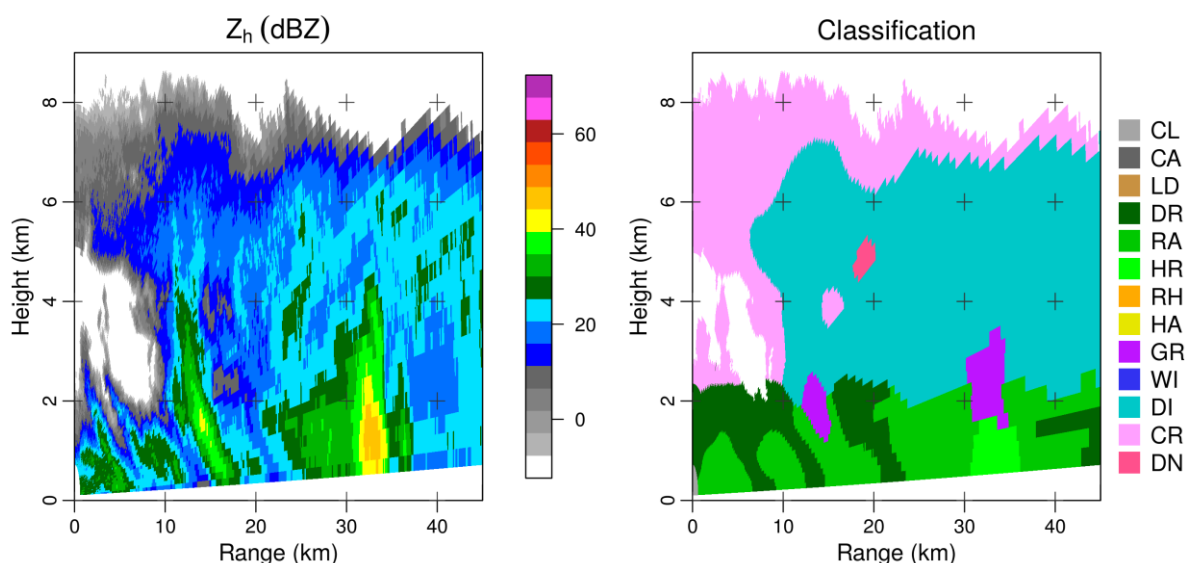 Z_h (dBZ)
Height (km)
8
6
4
2
0
0
10
20
30
40
Range (km)
60
40
20
0
Classification
Height (km)
8
6
4
2
0
0
10
20
30
40
Range (km)
CL
CA
LD
DR
RA
HR
RH
HA
GR
WI
DI
CR
DN